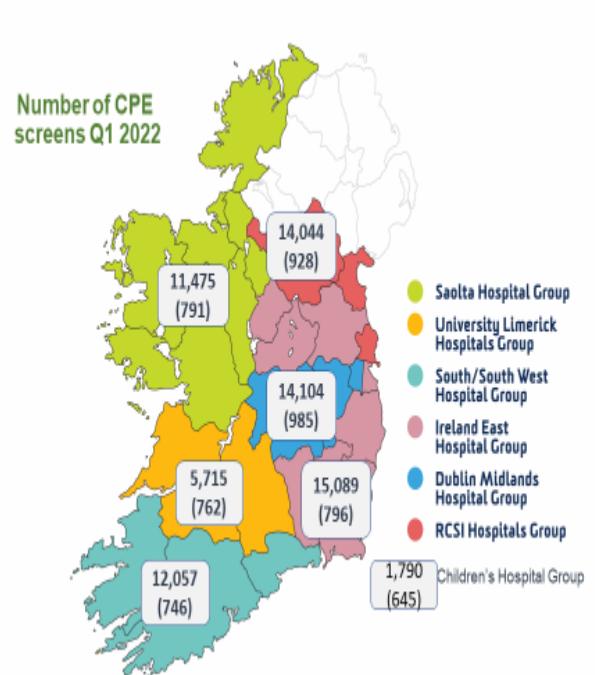 Number of CPE
screens Q1 2022
14,044
(928)
11,475
(791)
14,104
(985)
5,715
(762)
15,089
(796)
12,057
(746)
1,790
(645)
Saolta Hospital Group
University Limerick
Hospitals Group
South/South West
Hospital Group
Ireland East
Hospital Group
Dublin Midlands
Hospital Group
RCSI Hospitals Group
Children's Hospital Group